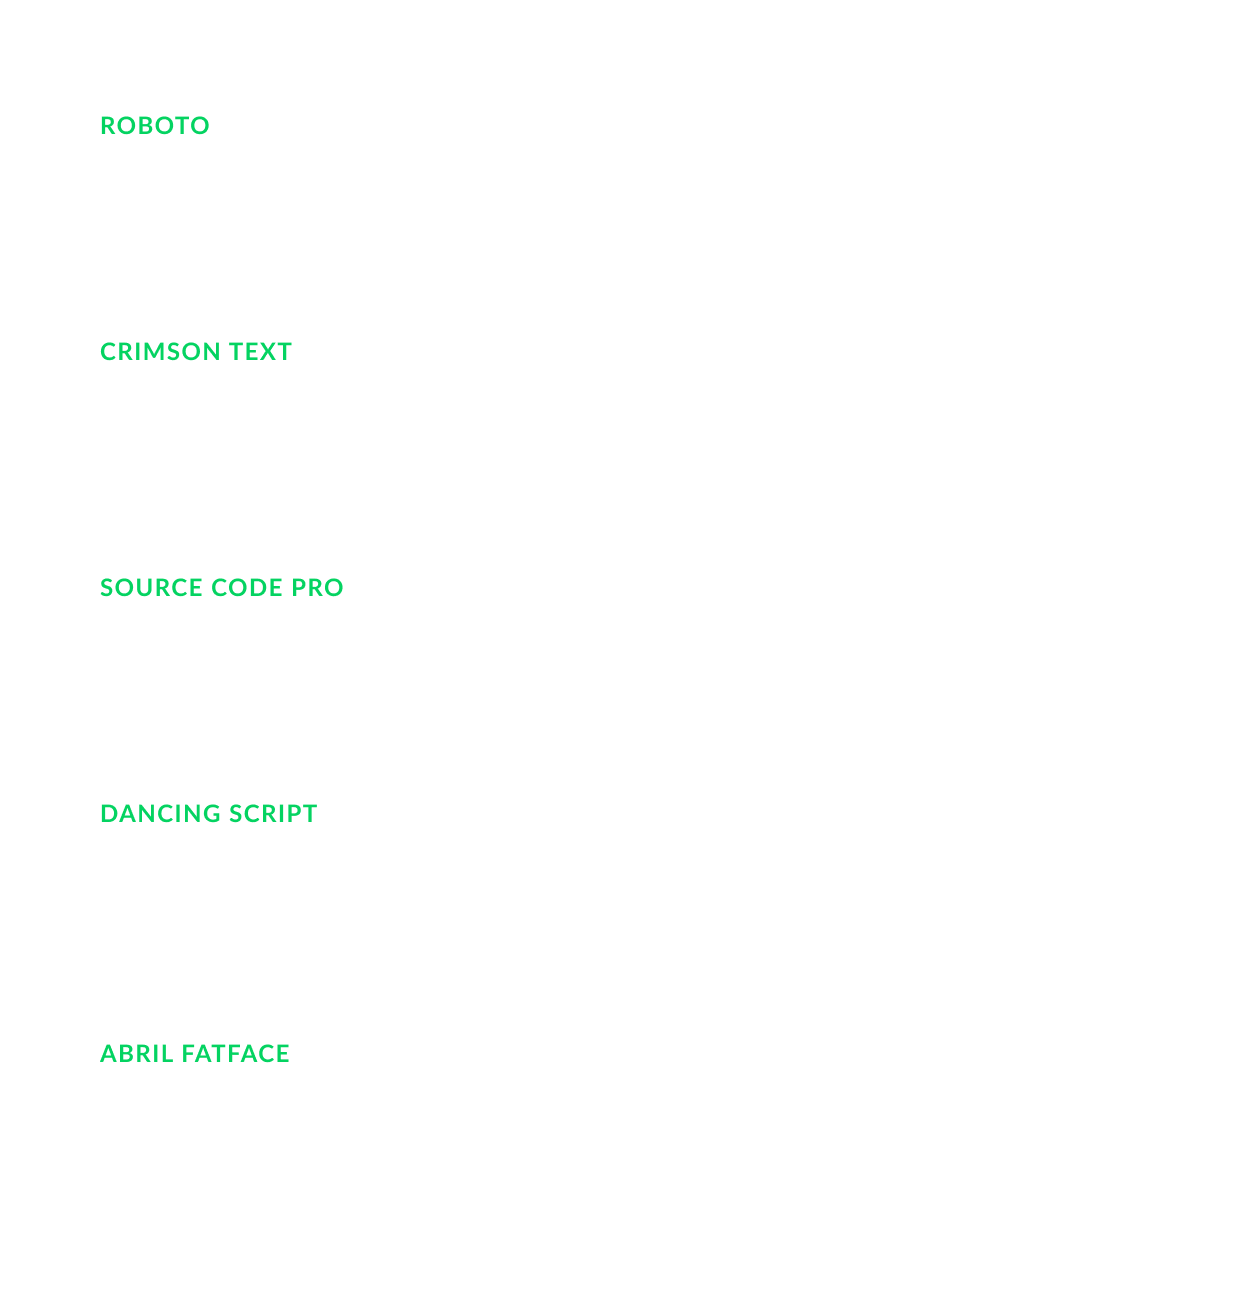 ROBOTO
CRIMSON TEXT
SOURCE CODE PRO
DANCING SCRIPT
ABRIL FATFACE